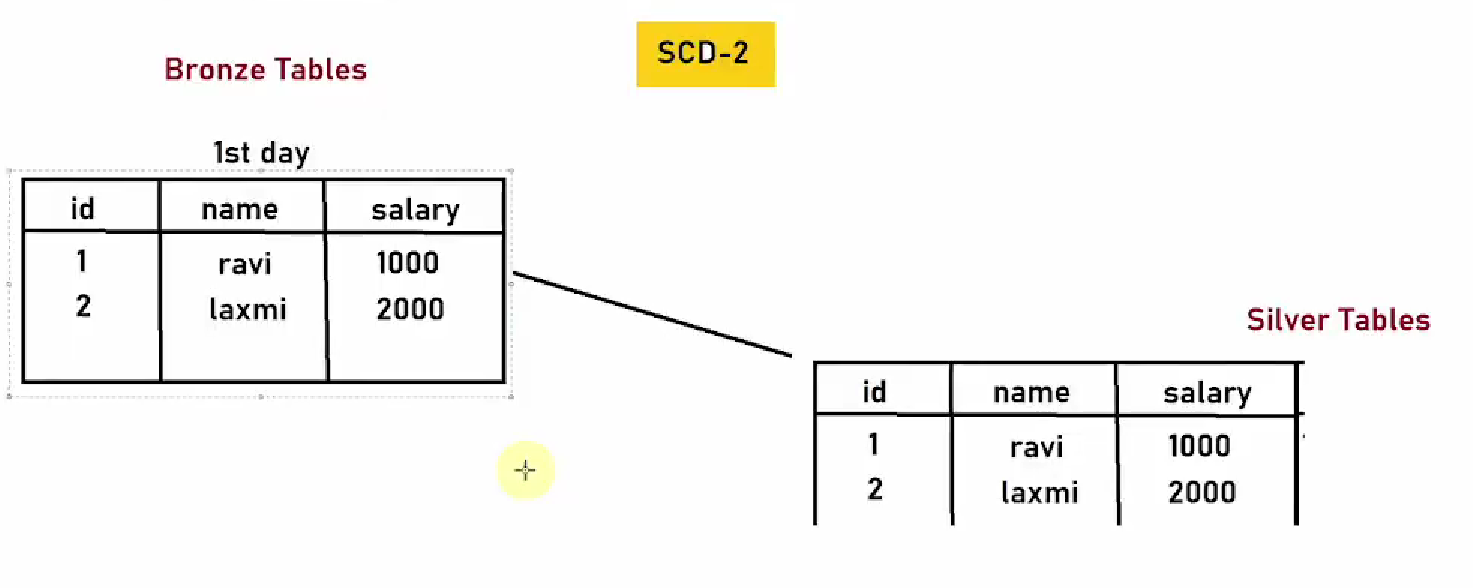 SCD-2
Bronze Tables
1st day
id name salary
1 ravi 1000
2 laxmi 2000
Silver Tables
id name salary
1 ravi 1000
2 laxmi 2000